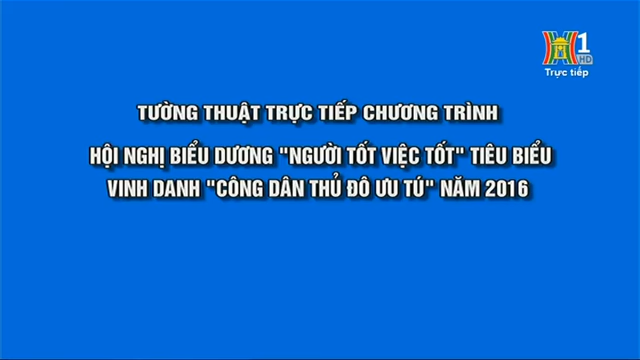 H1
HD
Trực tiếp
TƯỜNG THUẬT TRỰC TIẾP CHƯƠNG TRÌNH
HỘI NGHỊ BIỂU DƯƠNG "NGƯỜI TỐT VIỆC TỐT" TIÊU BIỂU
VINH DANH "CÔNG DÂN THỦ ĐÔ ƯU TÚ" NĂM 2016